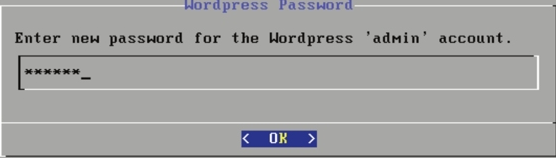 Wordpress Password
Enter new password for the Wordpress 'admin' account.
******_
< OK >